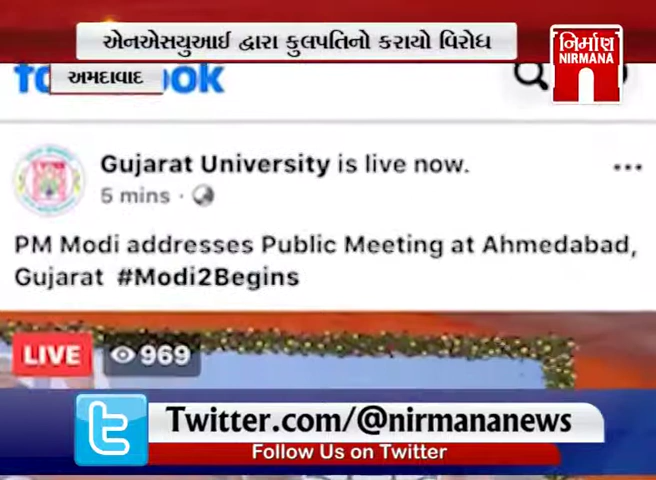 એનએસયુઆઈ દ્વારા કુલપતિનો કરાયો વિરોધ
નિર્માણ
NIRMANA
અમદાવાદ
ook
Gujarat University is live now.
5 mins ·
PM Modi addresses Public Meeting at Ahmedabad,
Gujarat #Modi2Begins
LIVE
969
Twitter.com/@nirmananews
Follow Us on Twitter